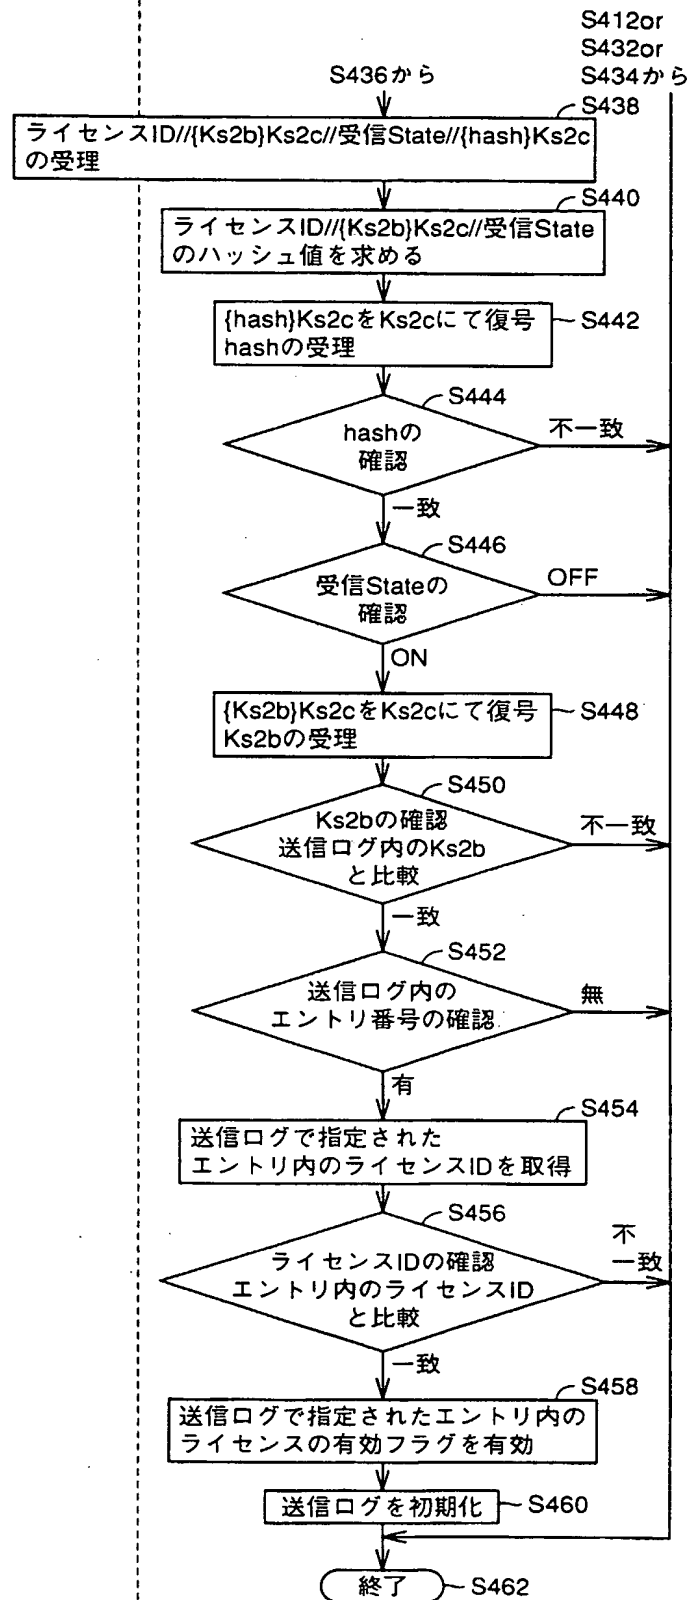 S412or
S432or
S434から
S436から
S438
ライセンスID//{Ks2b}Ks2c//受信State//{hash}Ks2c
の受理
S440
ライセンスID//{Ks2b}Ks2c//受信State
のハッシュ値を求める
{hash}Ks2cをKs2cにて復号
hashの受理
S442
S444
hashの
確認
不一致
一致
S446
受信Stateの
確認
OFF
ON
{Ks2b}Ks2cをKs2cにて復号
Ks2bの受理
S448
S450
Ks2bの確認
送信ログ内のKs2b
と比較
不一致
一致
S452
送信ログ内の
エントリ番号の確認
無
有
S454
送信ログで指定された
エントリ内のライセンスIDを取得
S456
ライセンスIDの確認
エントリ内のライセンスID
と比較
不
一致
一致
S458
送信ログで指定されたエントリ内の
ライセンスの有効フラグを有効
送信ログを初期化
S460
終了
S462